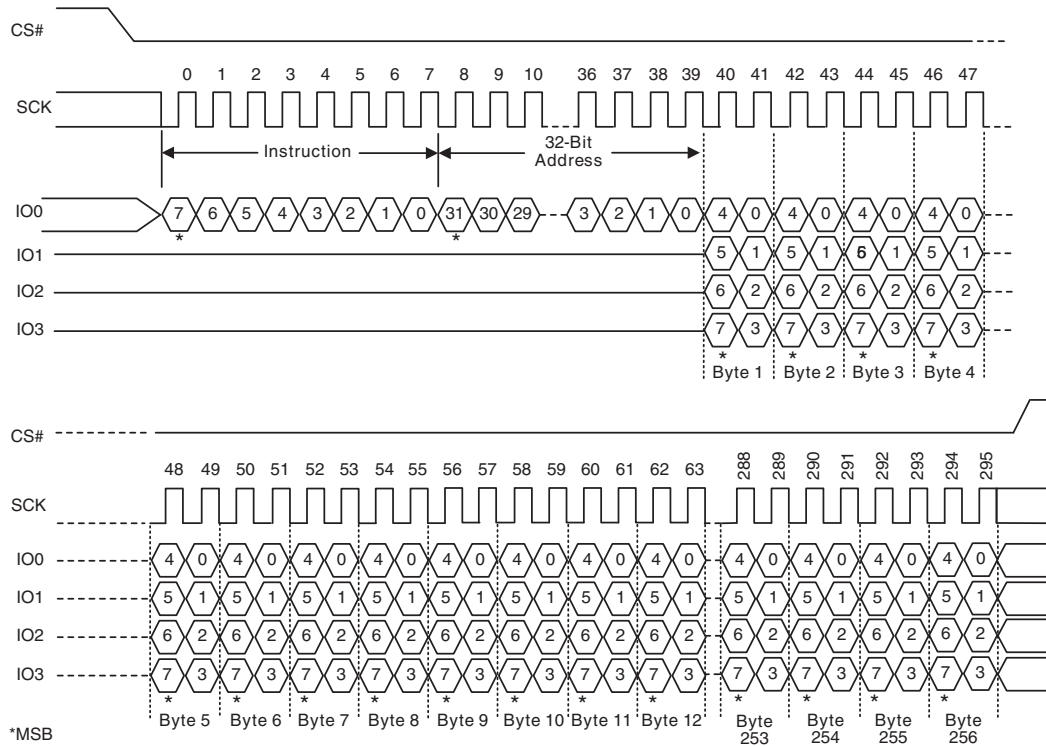 CS#
0 1 2 3 4 5 6 7 8 9 10 36 37 38 39 40 41 42 43 44 45 46 47
SCK
Instruction
32-Bit
Address
IO0 7 6 5 4 3 2 1 0 31 30 29 3 2 1 0 4 0 4 0 4 0 4 0
* *
IO1 5 1 5 1 6 1 5 1
IO2 6 2 6 2 6 2 6 2
IO3 7 3 7 3 7 3 7 3
* * * *
Byte 1 Byte 2 Byte 3 Byte 4
CS#
48 49 50 51 52 53 54 55 56 57 58 59 60 61 62 63 288 289 290 291 292 293 294 295
SCK
IO0 4 0 4 0 4 0 4 0 4 0 4 0 4 0 4 0 4 0 4 0 4 0 4 0
IO1 5 1 5 1 5 1 5 1 5 1 5 1 5 1 5 1 5 1 5 1 5 1 5 1
IO2 6 2 6 2 6 2 6 2 6 2 6 2 6 2 6 2 6 2 6 2 6 2 6 2
IO3 7 3 7 3 7 3 7 3 7 3 7 3 7 3 7 3 7 3 7 3 7 3 7 3
* * * * * * * * * * * *
Byte 5 Byte 6 Byte 7 Byte 8 Byte 9 Byte 10 Byte 11 Byte 12 Byte Byte Byte Byte
253 254 255 256
*MSB